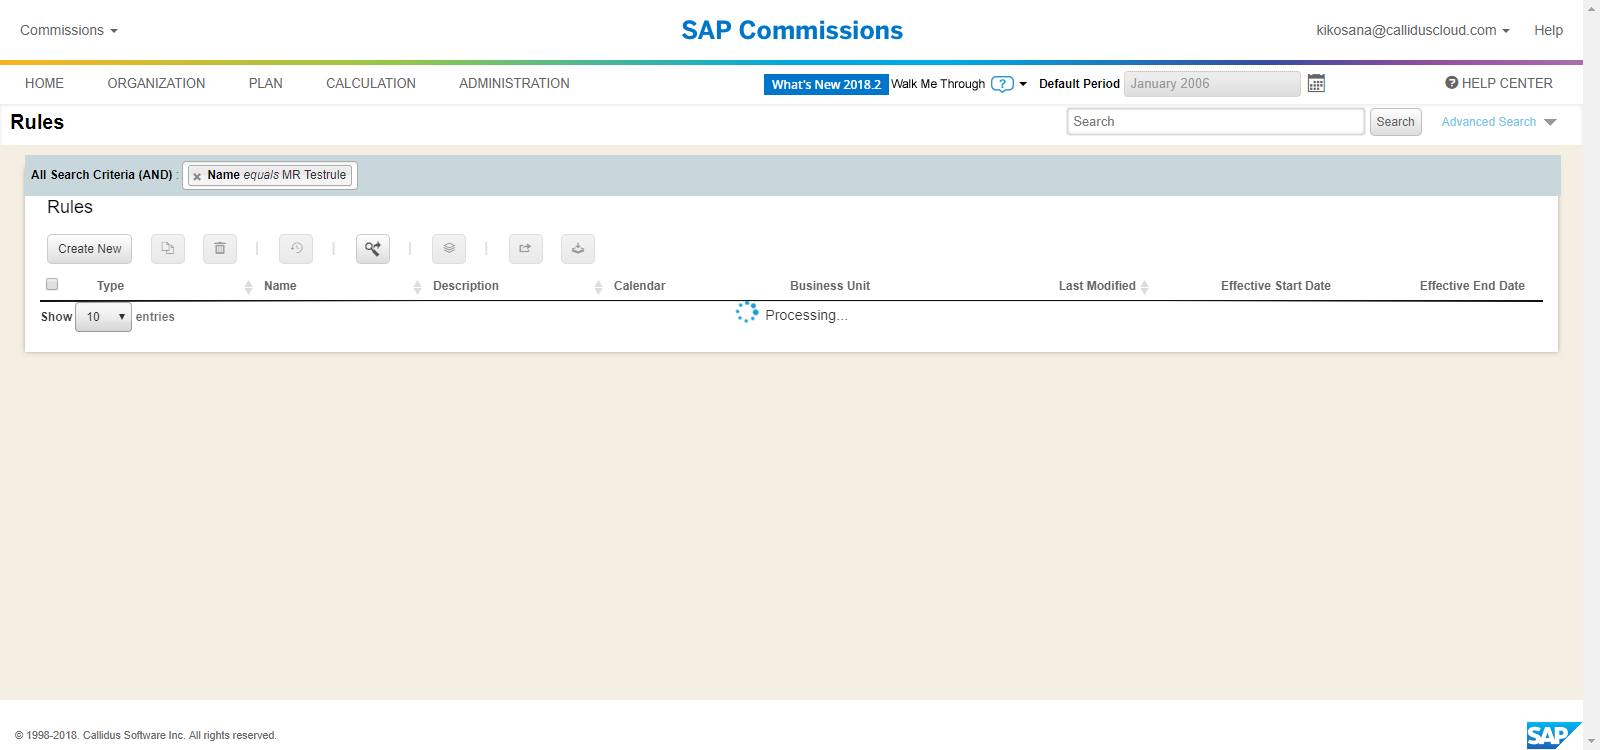 Commissions
SAP Commissions
kikosana@calliduscloud.com
Help
HOME
ORGANIZATION
PLAN
CALCULATION
ADMINISTRATION
What's New 2018.2
Walk Me Through
?
Default Period
January 2006
? HELP CENTER
Rules
Search
Search
Advanced Search
All Search Criteria (AND) :
Name equals MR Testrule
Rules
Create New
Type
Name
Description
Calendar
Business Unit
Last Modified
Effective Start Date
Effective End Date
Show 10 entries
Processing...
© 1998-2018. Callidus Software Inc. All rights reserved.
SAP